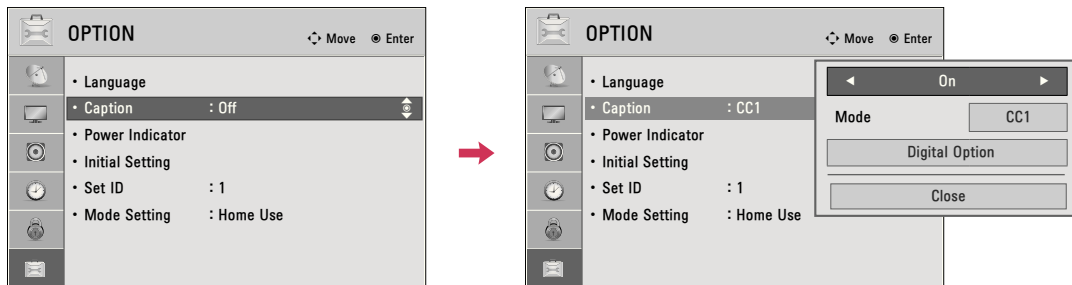 OPTION
Move
Enter
• Language
• Caption : Off
• Power Indicator
• Initial Setting
• Set ID : 1
• Mode Setting : Home Use
OPTION
Move
Enter
• Language
• Caption : CC1
• Power Indicator
• Initial Setting
• Set ID : 1
• Mode Setting : Home Use
◀ On ▶
Mode CC1
Digital Option
Close